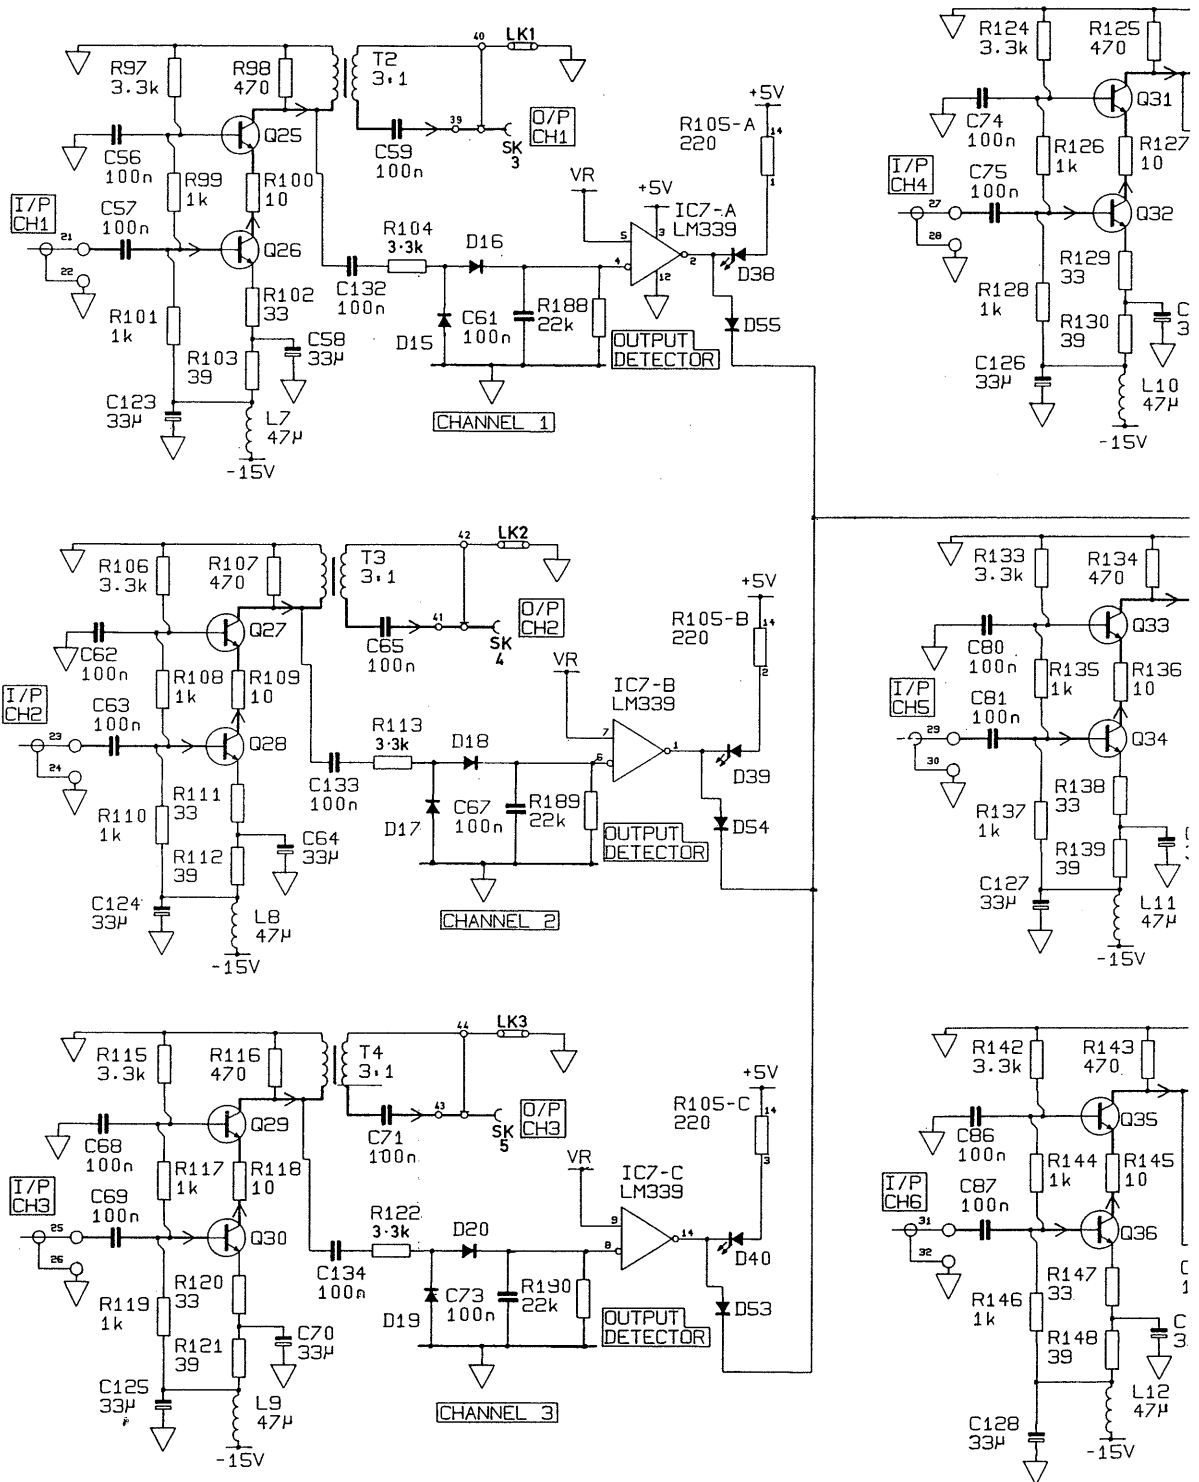 R97
3.3k
R98
470
T2
3:1
40
LK1
+5V
R105-A
220
14
1
C56
100n
Q25
C59
100n
39
SK
3
O/P
CH1
R99
1k
R100
10
I/P
CH1
21
22
C57
100n
Q26
R104
3.3k
D16
VR
+5V
5
4
3
12
2
IC7-A
LM339
D38
C132
100n
R102
33
R101
1k
C58
33µ
D15
C61
100n
R188
22k
OUTPUT
DETECTOR
D55
R103
39
C123
33µ
L7
47µ
-15V
CHANNEL 1
R106
3.3k
R107
470
T3
3:1
42
LK2
+5V
R105-B
220
14
2
Q27
C62
100n
C65
100n
41
SK
4
O/P
CH2
R108
1k
R109
10
I/P
CH2
23
24
C63
100n
Q28
R113
3.3k
D18
VR
7
6
1
IC7-B
LM339
D39
C133
100n
R111
33
R110
1k
C64
33µ
D17
C67
100n
R189
22k
OUTPUT
DETECTOR
D54
R112
39
C124
33µ
L8
47µ
-15V
CHANNEL 2
R115
3.3k
R116
470
T4
3:1
44
LK3
+5V
R105-C
220
14
3
Q29
C68
100n
C71
100n
43
SK
5
O/P
CH3
R117
1k
R118
10
I/P
CH3
25
26
C69
100n
Q30
R122
3.3k
D20
VR
9
8
14
IC7-C
LM339
D40
C134
100n
R120
33
R119
1k
C70
33µ
D19
C73
100n
R190
22k
OUTPUT
DETECTOR
D53
R121
39
C125
33µ
L9
47µ
-15V
CHANNEL 3
R124
3.3k
R125
470
Q31
C74
100n
R126
1k
R127
10
I/P
CH4
27
28
C75
100n
Q32
R129
33
R128
1k
R130
39
C
3
C126
33µ
L10
47µ
-15V
R133
3.3k
R134
470
Q33
C80
100n
R135
1k
R136
10
I/P
CH5
29
30
C81
100n
Q34
R138
33
R137
1k
R139
39
C127
33µ
L11
47µ
-15V
R142
3.3k
R143
470
Q35
C86
100n
R144
1k
R145
10
I/P
CH6
31
32
C87
100n
Q36
R147
33
R146
1k
R148
39
C
1
C
3
C128
33µ
L12
47µ
-15V